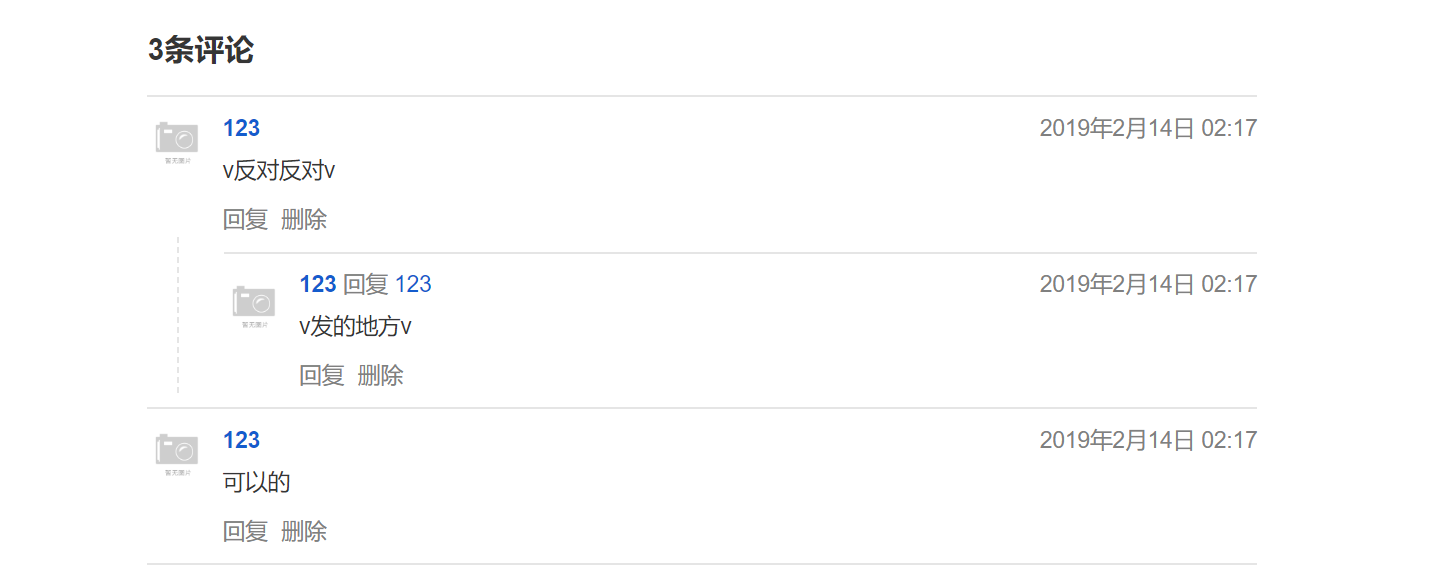 3条评论
123 2019年2月14日 02:17
暂无图片
v反对反对v
回复 删除
123 回复 123 2019年2月14日 02:17
暂无图片
v发的地方v
回复 删除
123 2019年2月14日 02:17
暂无图片
可以的
回复 删除